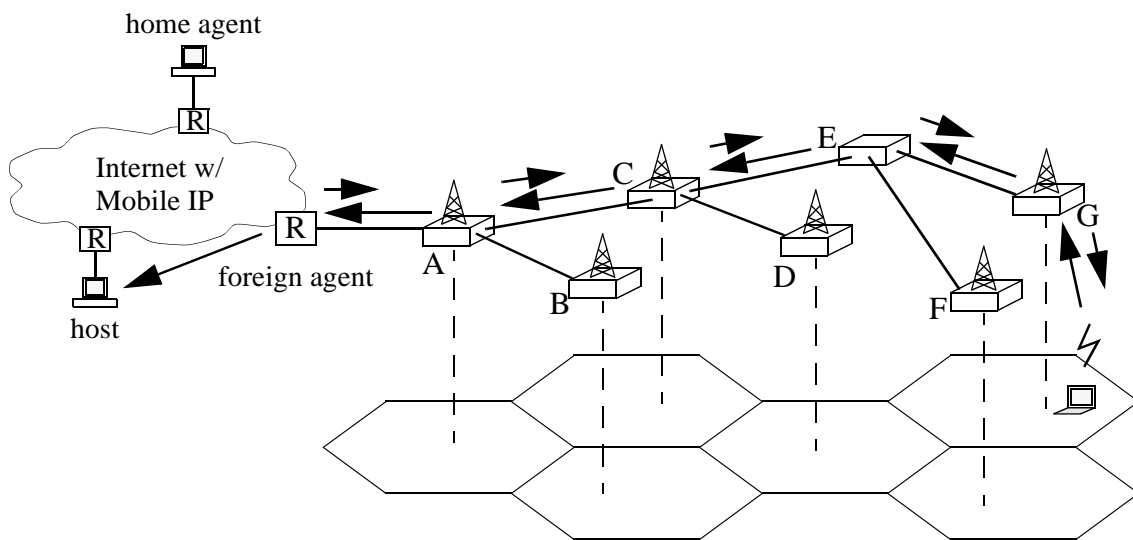 home agent
R
Internet w/
Mobile IP
R
R
foreign agent
host
A
B
C
D
E
F
G